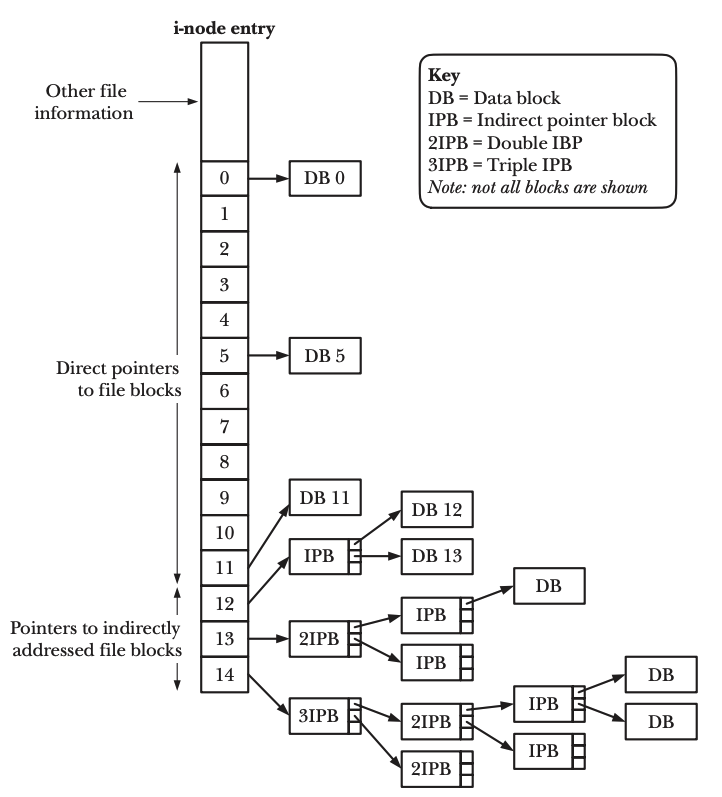 i-node entry
Other file
information
Key
DB = Data block
IPB = Indirect pointer block
2IPB = Double IBP
3IPB = Triple IPB
Note: not all blocks are shown
0
DB 0
1
2
3
4
Direct pointers
to file blocks
5
DB 5
6
7
8
9
10
11
DB 11
12
IPB
DB 12
DB 13
Pointers to indirectly
addressed file blocks
13
2IPB
IPB
DB
IPB
14
3IPB
2IPB
IPB
DB
DB
IPB
2IPB